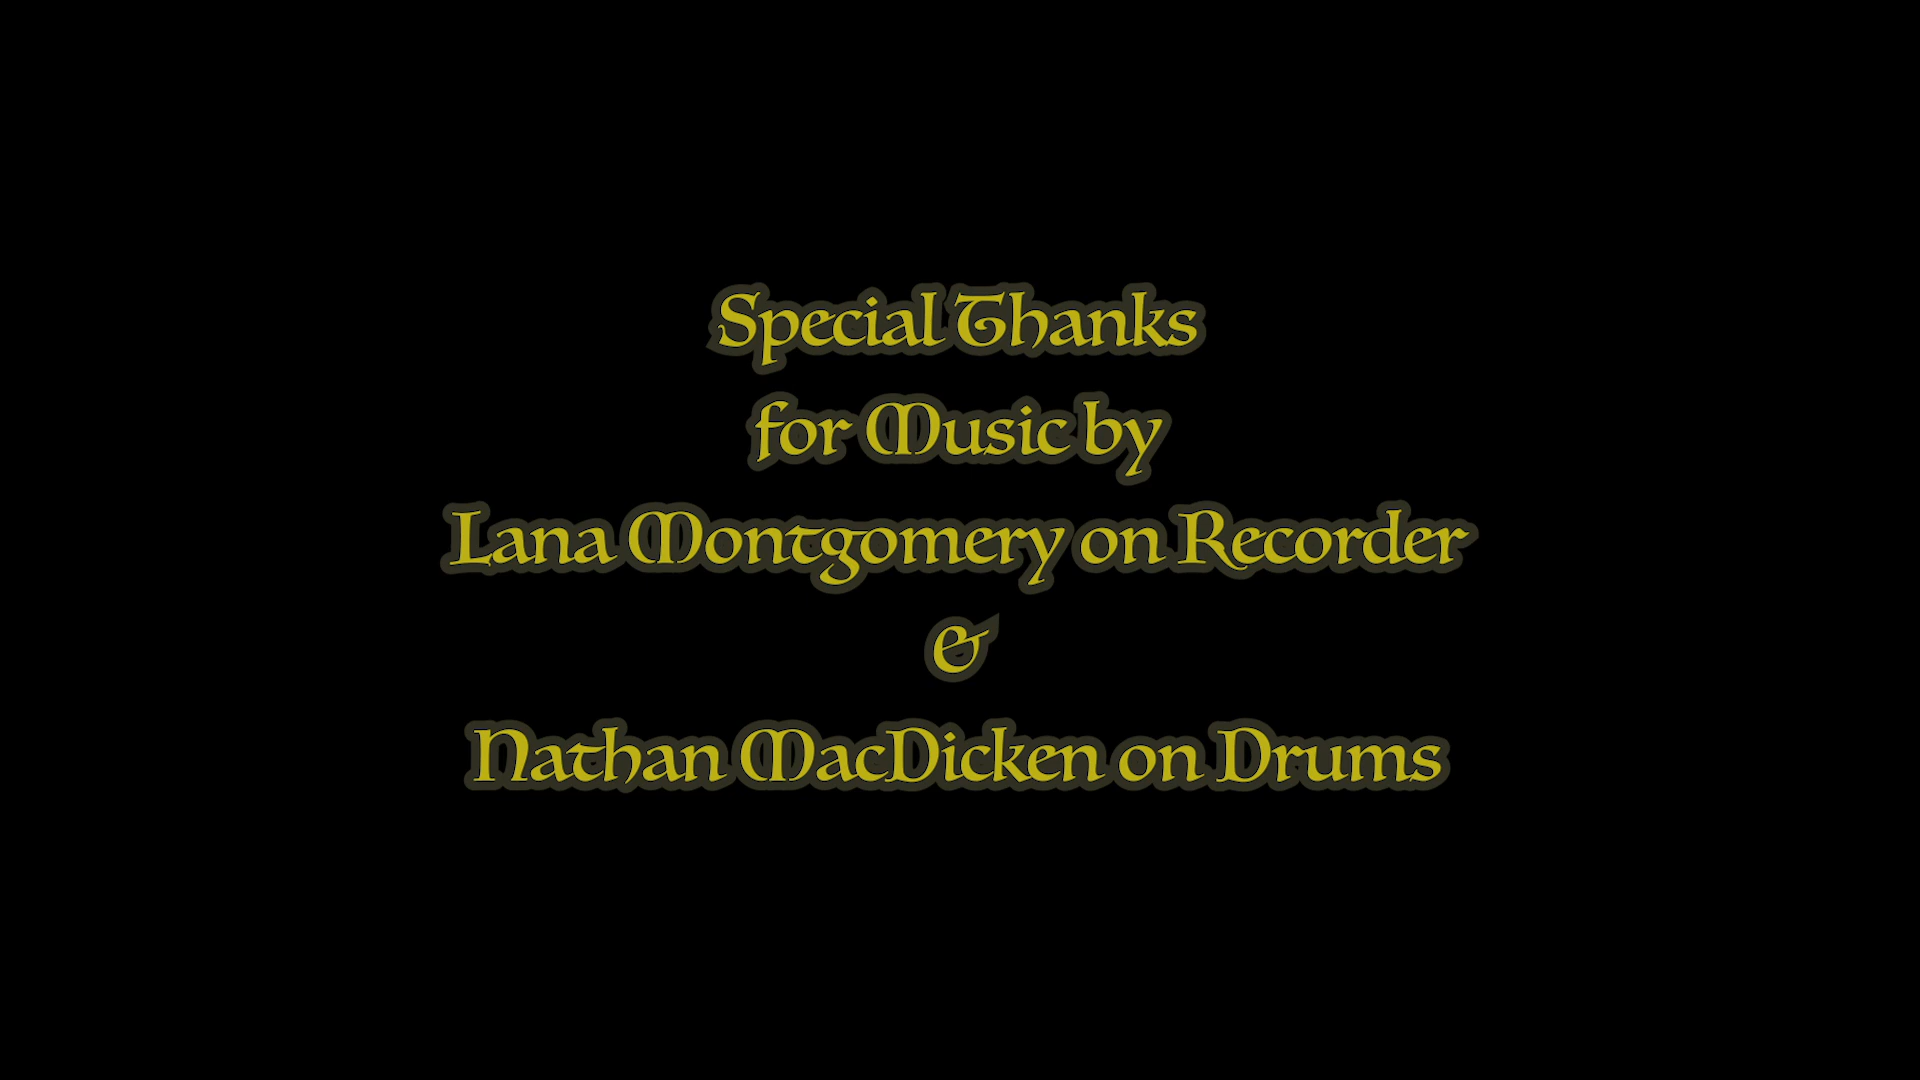 Special Thanks
for Music by
Lana Montgomery on Recorder
&
Nathan MacDicken on Drums